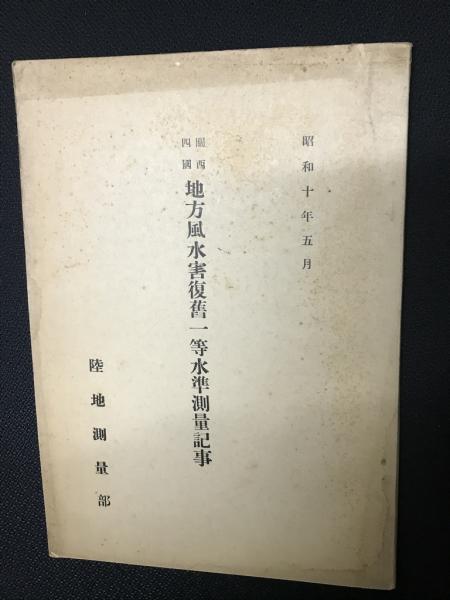 昭和十年五月
關西
四國
地方風水害復舊一等水準測量記事
陸地測量部